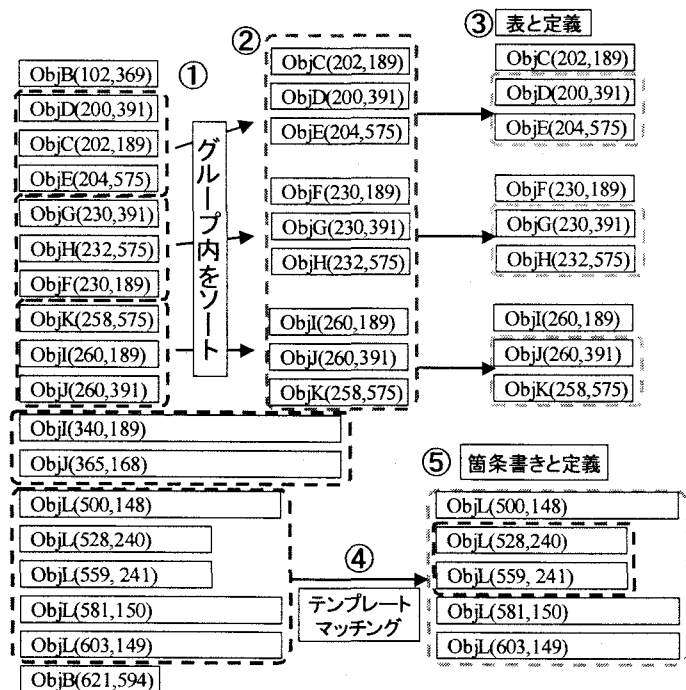 ①
ObjB(102,369)
ObjD(200,391)
ObjC(202,189)
ObjE(204,575)
ObjG(230,391)
ObjH(232,575)
ObjF(230,189)
ObjK(258,575)
ObjI(260,189)
ObjJ(260,391)
ObjI(340,189)
ObjJ(365,168)
ObjL(500,148)
ObjL(528,240)
ObjL(559, 241)
ObjL(581,150)
ObjL(603,149)
ObjB(621,594)
グループ内をソート
②
ObjC(202,189)
ObjD(200,391)
ObjE(204,575)
ObjF(230,189)
ObjG(230,391)
ObjH(232,575)
ObjI(260,189)
ObjJ(260,391)
ObjK(258,575)
③ 表と定義
ObjC(202,189)
ObjD(200,391)
ObjE(204,575)
ObjF(230,189)
ObjG(230,391)
ObjH(232,575)
ObjI(260,189)
ObjJ(260,391)
ObjK(258,575)
④
テンプレート
マッチング
⑤ 箇条書きと定義
ObjL(500,148)
ObjL(528,240)
ObjL(559, 241)
ObjL(581,150)
ObjL(603,149)